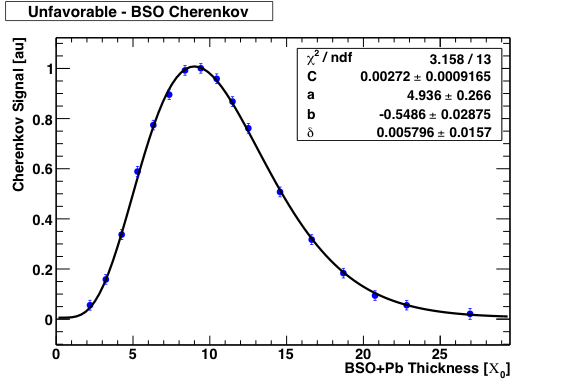 Unfavorable - BSO Cherenkov
χ² / ndf 3.158 / 13
C 0.00272 ± 0.0009165
a 4.936 ± 0.266
b -0.5486 ± 0.02875
δ 0.005796 ± 0.0157
Cherenkov Signal [au]
1
0.8
0.6
0.4
0.2
0
0 5 10 15 20 25
BSO+Pb Thickness [X₀]